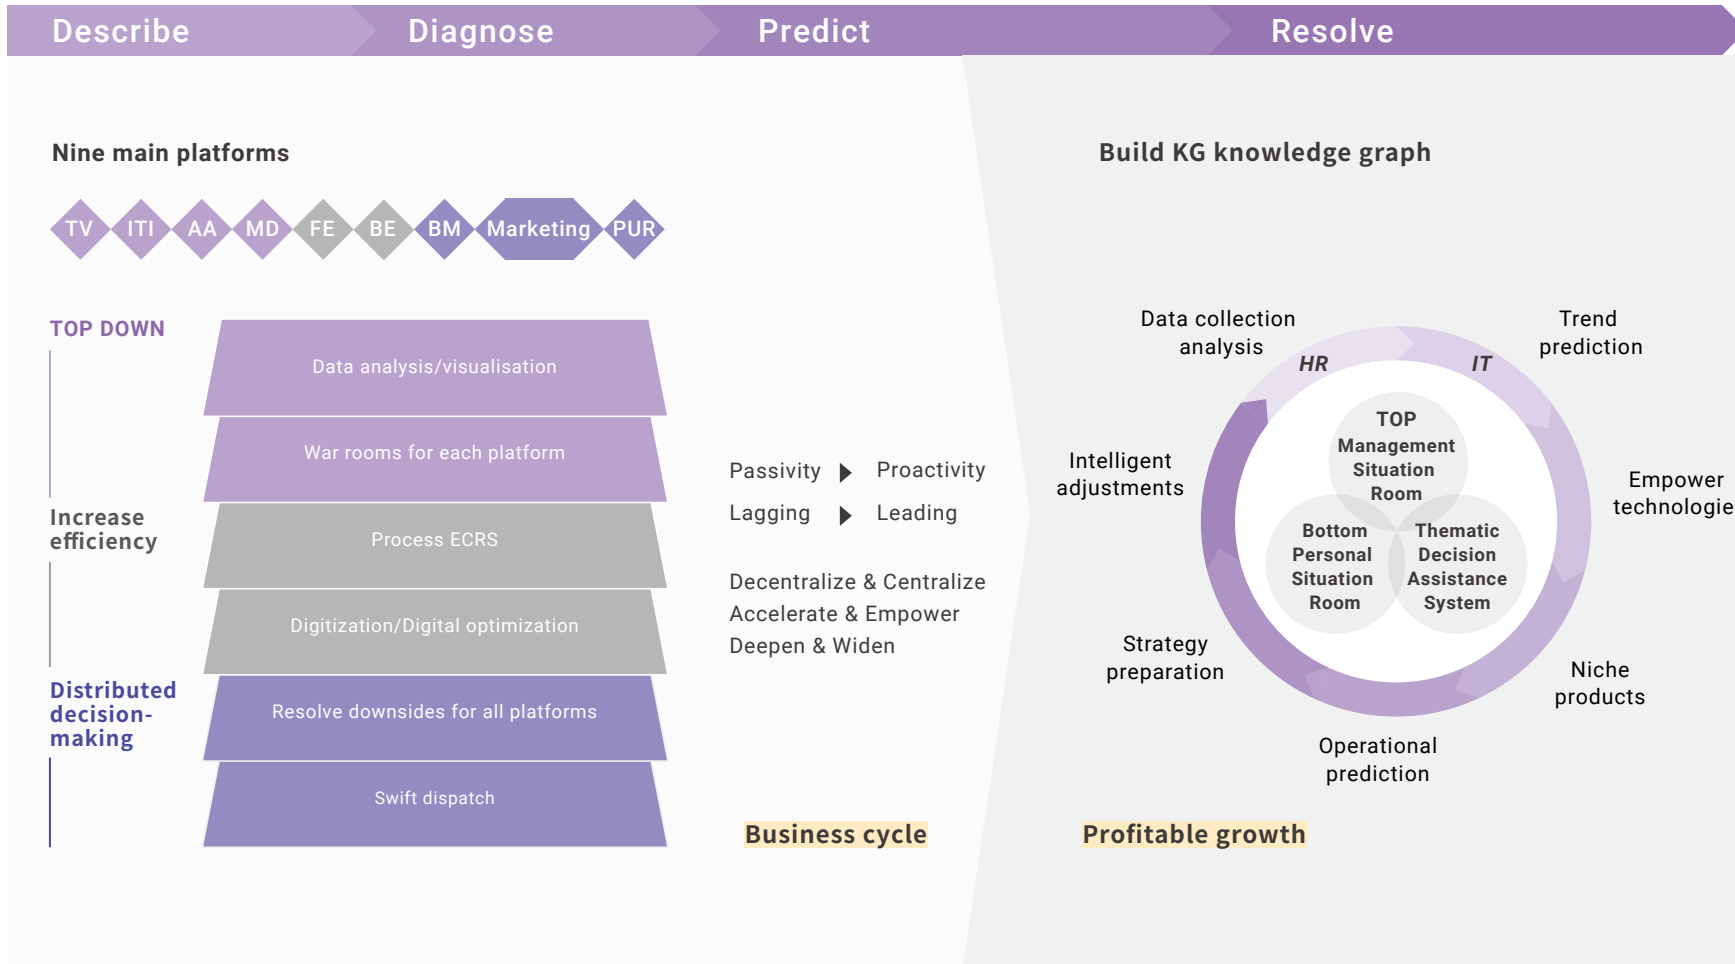 Describe
Diagnose
Predict
Resolve
Nine main platforms
TV ITI AA MD FE BE BM Marketing PUR
TOP DOWN
Data analysis/visualisation
War rooms for each platform
Increase
efficiency
Process ECRS
Digitization/Digital optimization
Distributed
decision-
making
Resolve downsides for all platforms
Swift dispatch
Passivity Proactivity
Lagging Leading
Decentralize & Centralize
Accelerate & Empower
Deepen & Widen
Business cycle
Build KG knowledge graph
Data collection
analysis
HR
IT
Trend
prediction
Empower
technologie
Niche
products
Operational
prediction
Strategy
preparation
Intelligent
adjustments
TOP
Management
Situation
Room
Bottom
Personal
Situation
Room
Thematic
Decision
Assistance
System
Profitable growth